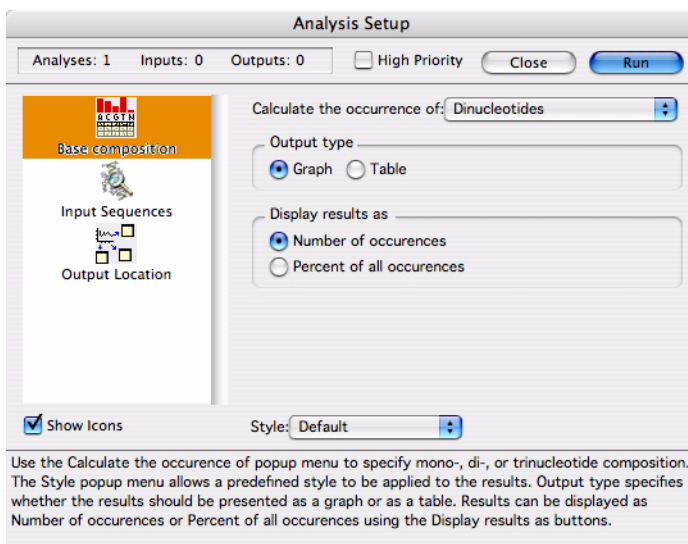 Analysis Setup
Analyses: 1 Inputs: 0 Outputs: 0 High Priority Close Run
A C G T N
Base composition
Input Sequences
Output Location
Calculate the occurrence of: Dinucleotides
Output type
Graph Table
Display results as
Number of occurences
Percent of all occurences
Show Icons Style: Default
Use the Calculate the occurence of popup menu to specify mono-, di-, or trinucleotide composition.
The Style popup menu allows a predefined style to be applied to the results. Output type specifies
whether the results should be presented as a graph or as a table. Results can be displayed as
Number of occurences or Percent of all occurences using the Display results as buttons.